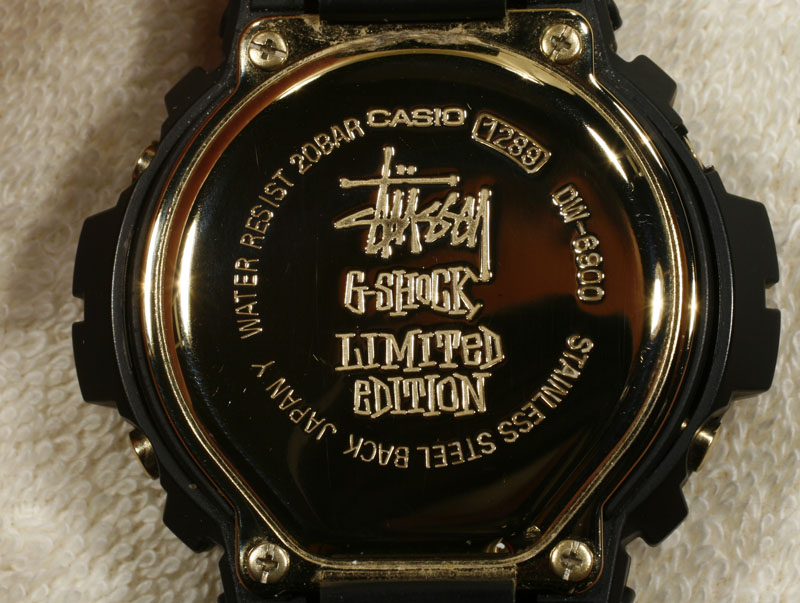 CASIO
1289
DW-6900
STAINLESS STEEL BACK
JAPAN Y
WATER RESIST 20BAR
Stüssy
G-SHOCK
LIMITED
EDITION